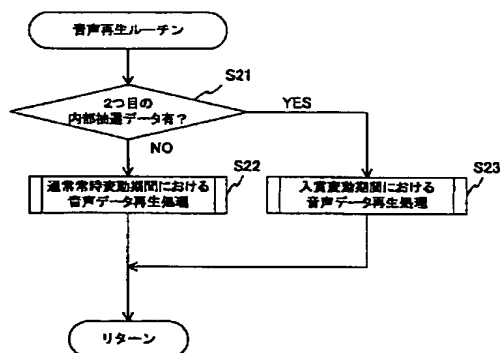 音声再生ルーチン
S21
2つ目の
内部抽選データ有?
YES
NO
S22
通常常時変動期間における
音声データ再生処理
S23
入賞変動期間における
音声データ再生処理
リターン